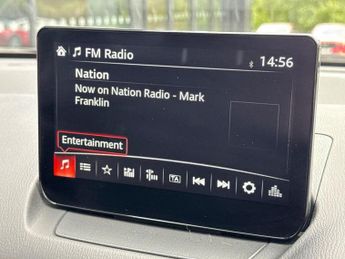 FM Radio
14:56
Nation
Now on Nation Radio - Mark
Franklin
Entertainment
TA